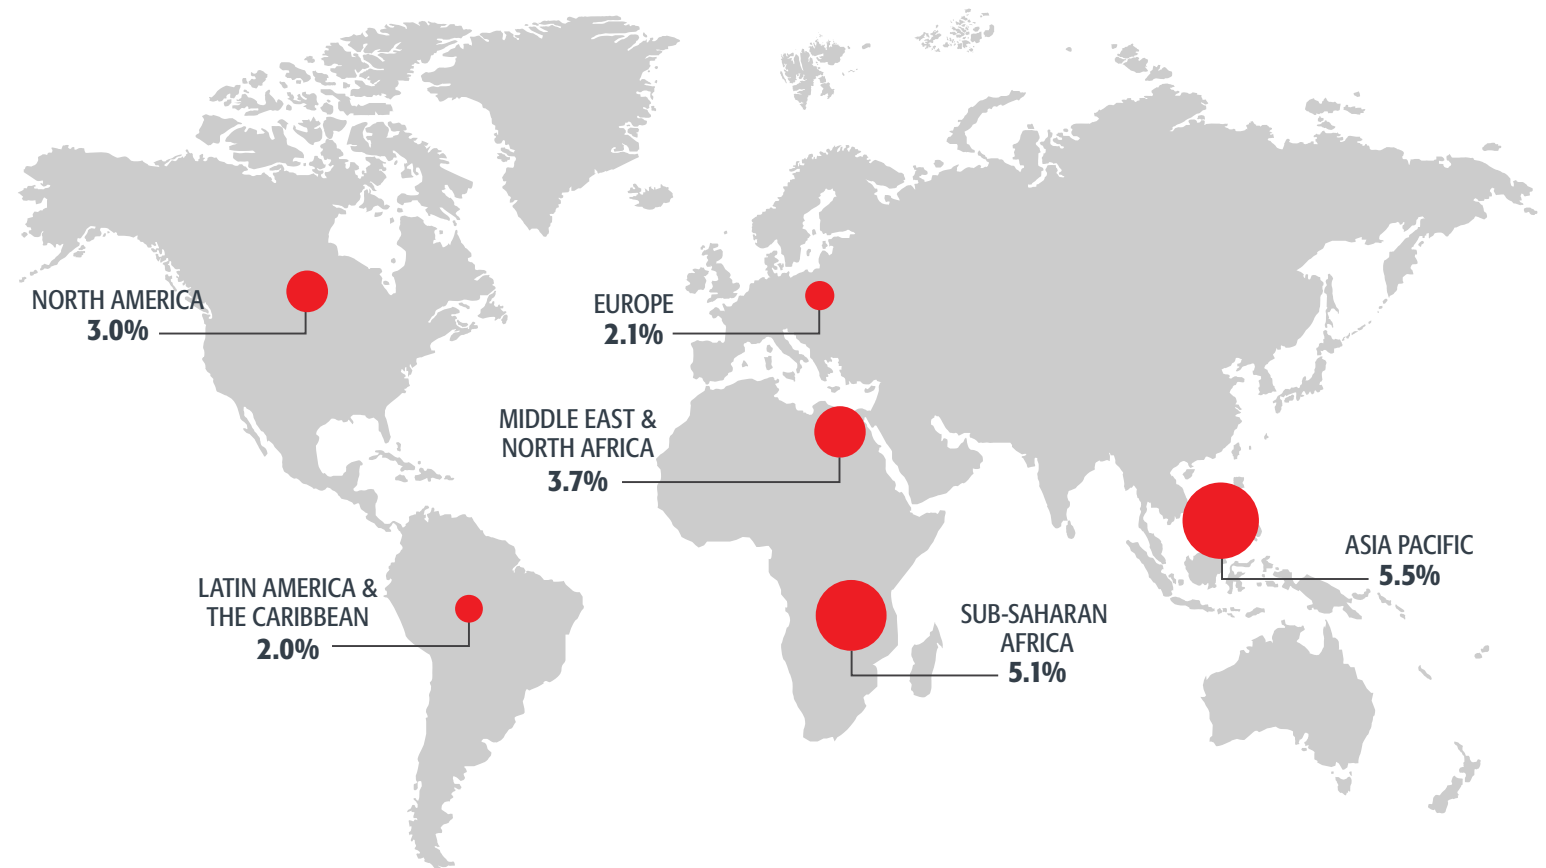 NORTH AMERICA
3.0%
EUROPE
2.1%
MIDDLE EAST &
NORTH AFRICA
3.7%
ASIA PACIFIC
5.5%
LATIN AMERICA &
THE CARIBBEAN
2.0%
SUB-SAHARAN
AFRICA
5.1%